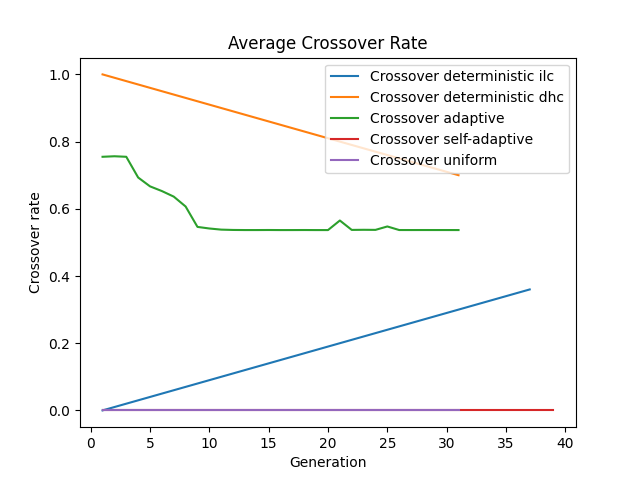 Average Crossover Rate
Crossover deterministic ilc
Crossover deterministic dhc
Crossover adaptive
Crossover self-adaptive
Crossover uniform
Crossover rate
1.0
0.8
0.6
0.4
0.2
0.0
0 5 10 15 20 25 30 35 40
Generation